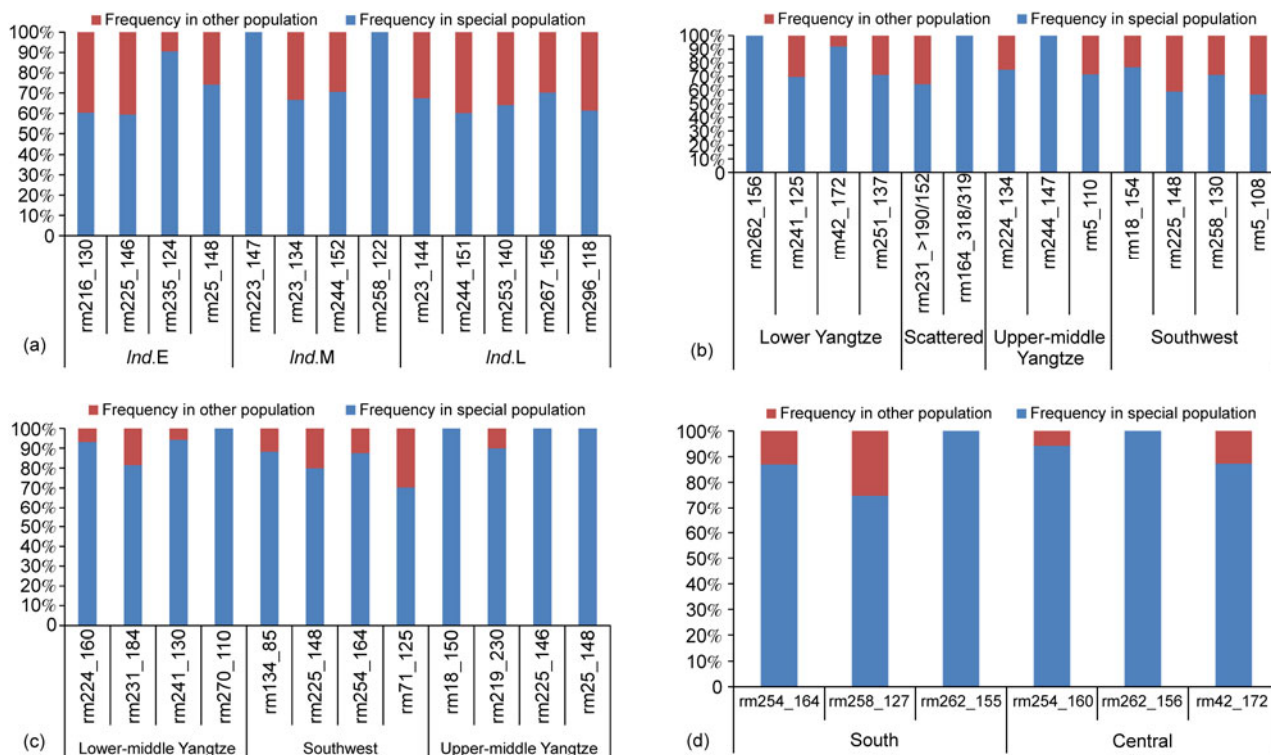 Frequency in other population Frequency in special population
100%
90%
80%
70%
60%
50%
40%
30%
20%
10%
0
rm216_130
rm225_146
rm235_124
rm25_148
rm223_147
rm23_134
rm244_152
rm258_122
rm23_144
rm244_151
rm253_140
rm267_156
rm296_118
(a)
Ind.E Ind.M Ind.L
Frequency in other population Frequency in special population
100%
90%
80%
70%
60%
50%
40%
30%
20%
10%
0
rm262_156
rm241_125
rm42_172
rm251_137
rm231_>190/152
rm164_318/319
rm224_134
rm244_147
rm5_110
rm18_154
rm225_148
rm258_130
rm5_108
(b)
Lower Yangtze Scattered Upper-middle Southwest
Yangtze
Frequency in other population Frequency in special population
100%
90%
80%
70%
60%
50%
40%
30%
20%
10%
0
rm224_160
rm231_184
rm241_130
rm270_110
rm134_85
rm225_148
rm254_164
rm71_125
rm18_150
rm219_230
rm225_146
rm25_148
(c)
Lower-middle Yangtze Southwest Upper-middle Yangtze
Frequency in other population Frequency in special population
100%
90%
80%
70%
60%
50%
40%
30%
20%
10%
0
rm254_164 rm258_127 rm262_155 rm254_160 rm262_156 rm42_172
(d)
South Central